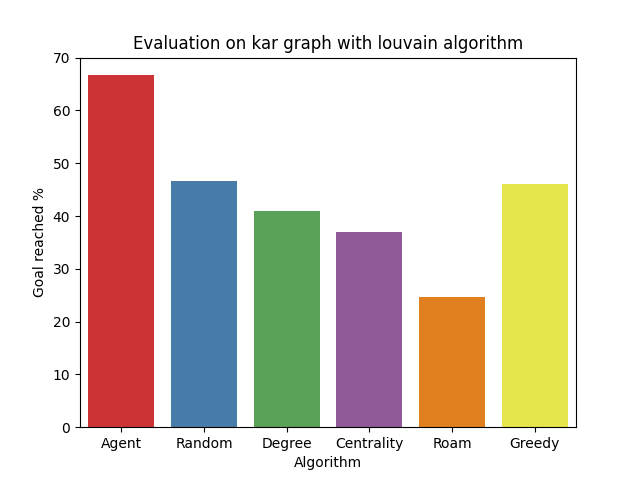 Evaluation on kar graph with louvain algorithm
Goal reached %
70
60
50
40
30
20
10
0
Agent Random Degree Centrality Roam Greedy
Algorithm